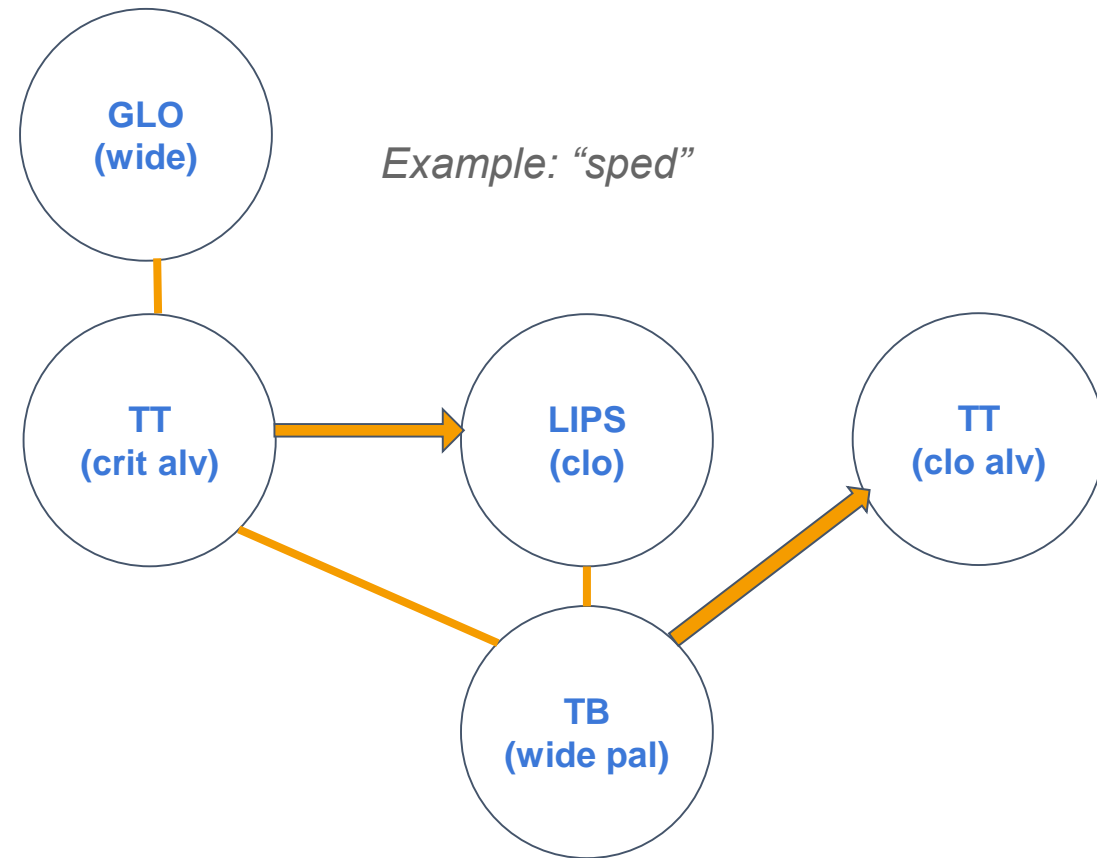 GLO
(wide)
Example: “sped”
TT
(crit alv)
LIPS
(clo)
TT
(clo alv)
TB
(wide pal)